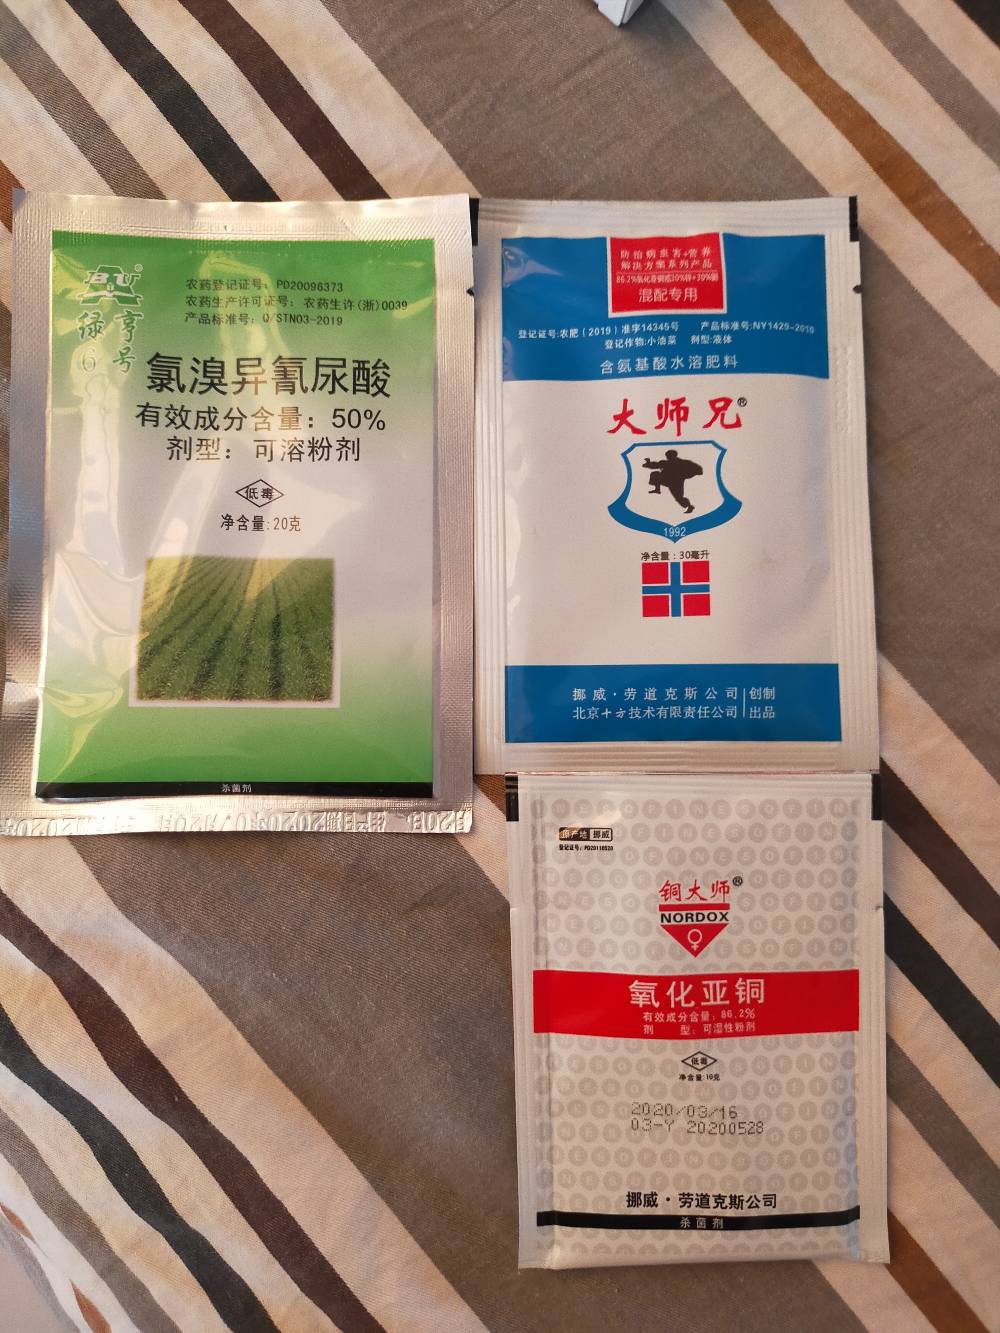 BU®
绿亨
6号
农药登记证号：PD20096373
农药生产许可证号：农药生许(浙)0039
产品标准号：Q/STN03-2019
氯溴异氰尿酸
有效成分含量：50%
剂型：可溶粉剂
低毒
净含量:20克
杀菌剂
防治病虫害+营养
解决方案系列产品
混配专用
登记证号:农肥（2019）准字14345号 产品标准号:NY1429-2010
登记作物:小油菜 剂型:液体
含氨基酸水溶肥料
大师兄®
1992
净含量：30毫升
挪威·劳道克斯公司 创制
北京十方技术有限责任公司 出品
原产地 挪威
铜大师®
NORDOX
氧化亚铜
有效成分含量：86.2%
剂 型：可湿性粉剂
低毒
净含量:10克
2020/03/16
03-Y 20200528
挪威·劳道克斯公司
杀菌剂